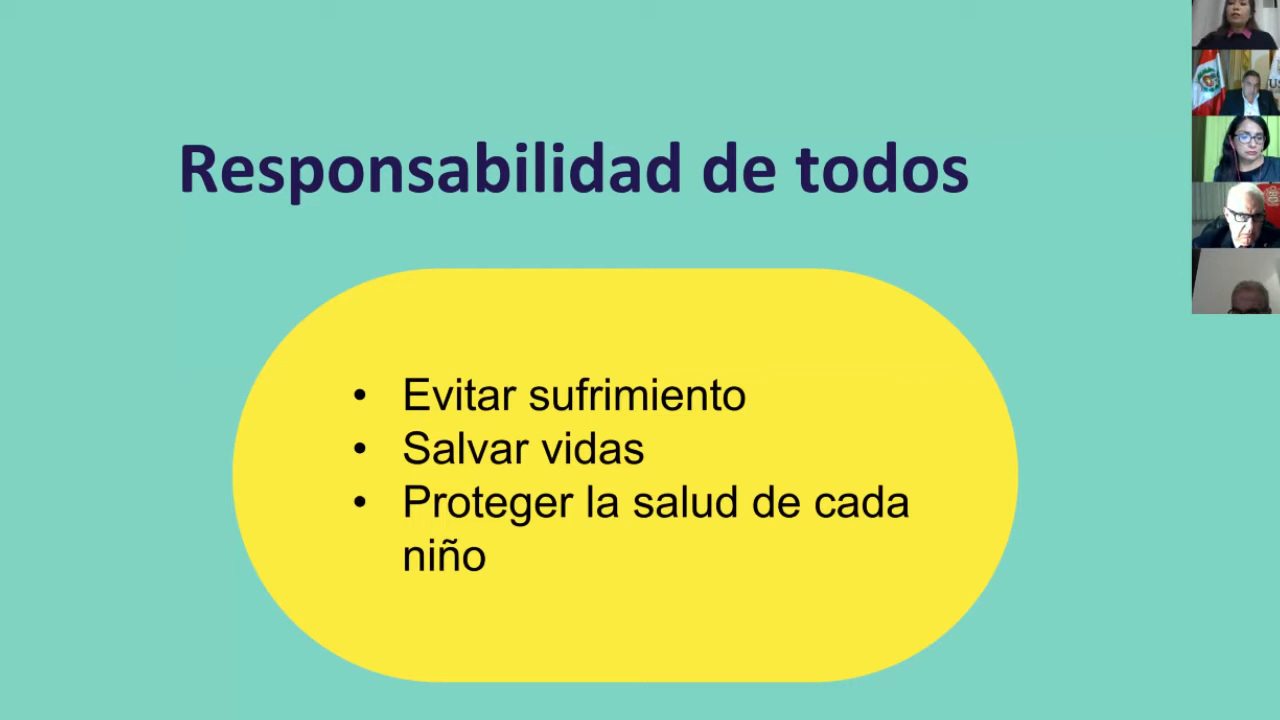 Responsabilidad de todos
• Evitar sufrimiento
• Salvar vidas
• Proteger la salud de cada
niño